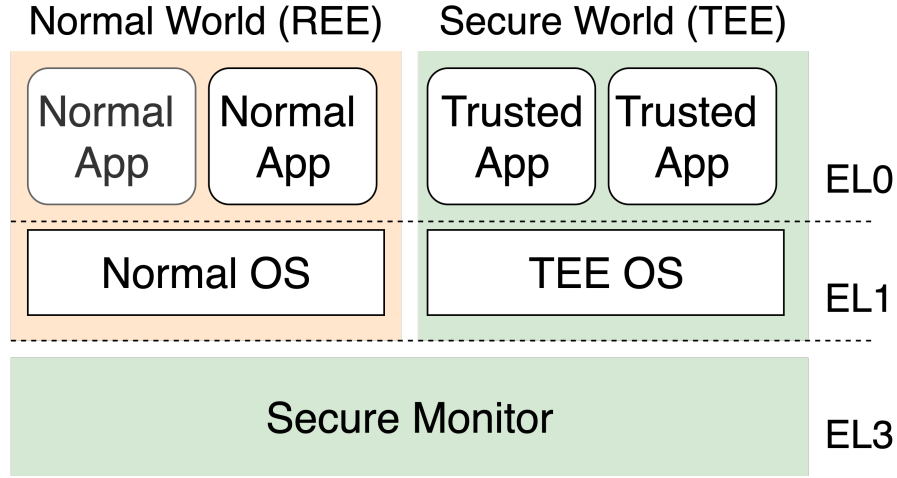 Normal World (REE)
Secure World (TEE)
Normal
App
Normal
App
Trusted
App
Trusted
App
EL0
Normal OS
TEE OS
EL1
Secure Monitor
EL3